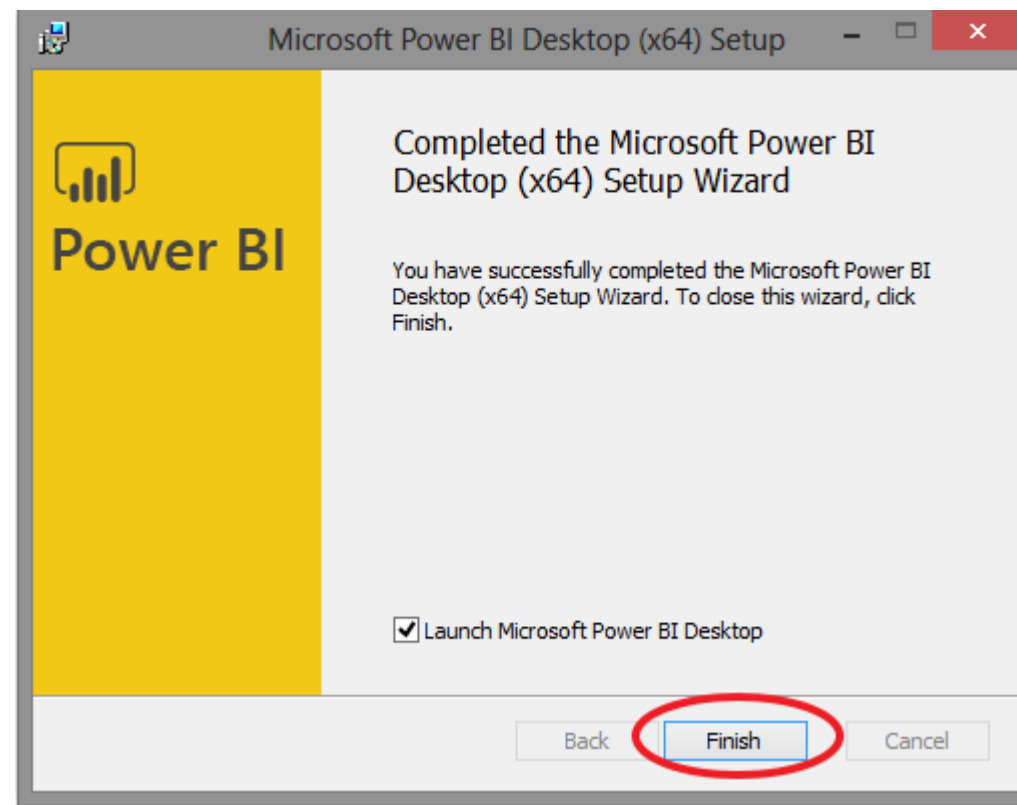 Microsoft Power BI Desktop (x64) Setup
Power BI
Completed the Microsoft Power BI
Desktop (x64) Setup Wizard
You have successfully completed the Microsoft Power BI
Desktop (x64) Setup Wizard. To close this wizard, click
Finish.
Launch Microsoft Power BI Desktop
Back Finish Cancel